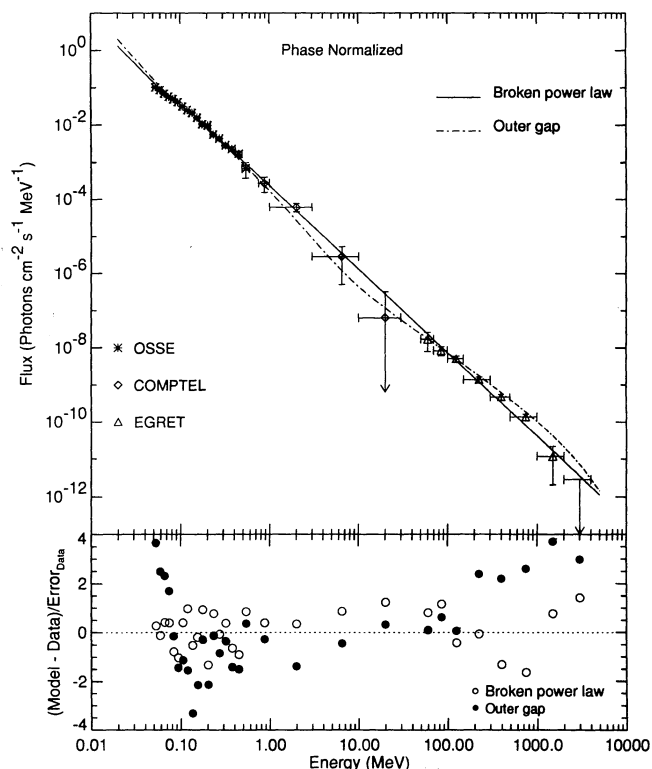 Phase Normalized
Broken power law
Outer gap
OSSE
COMPTEL
EGRET
Flux (Photons cm⁻² s⁻¹ MeV⁻¹)
10⁰
10⁻²
10⁻⁴
10⁻⁶
10⁻⁸
10⁻¹⁰
10⁻¹²
(Model - Data)/Error_Data
4
2
0
-2
-4
Broken power law
Outer gap
0.01 0.10 1.00 10.00 100.00 1000.0 10000
Energy (MeV)